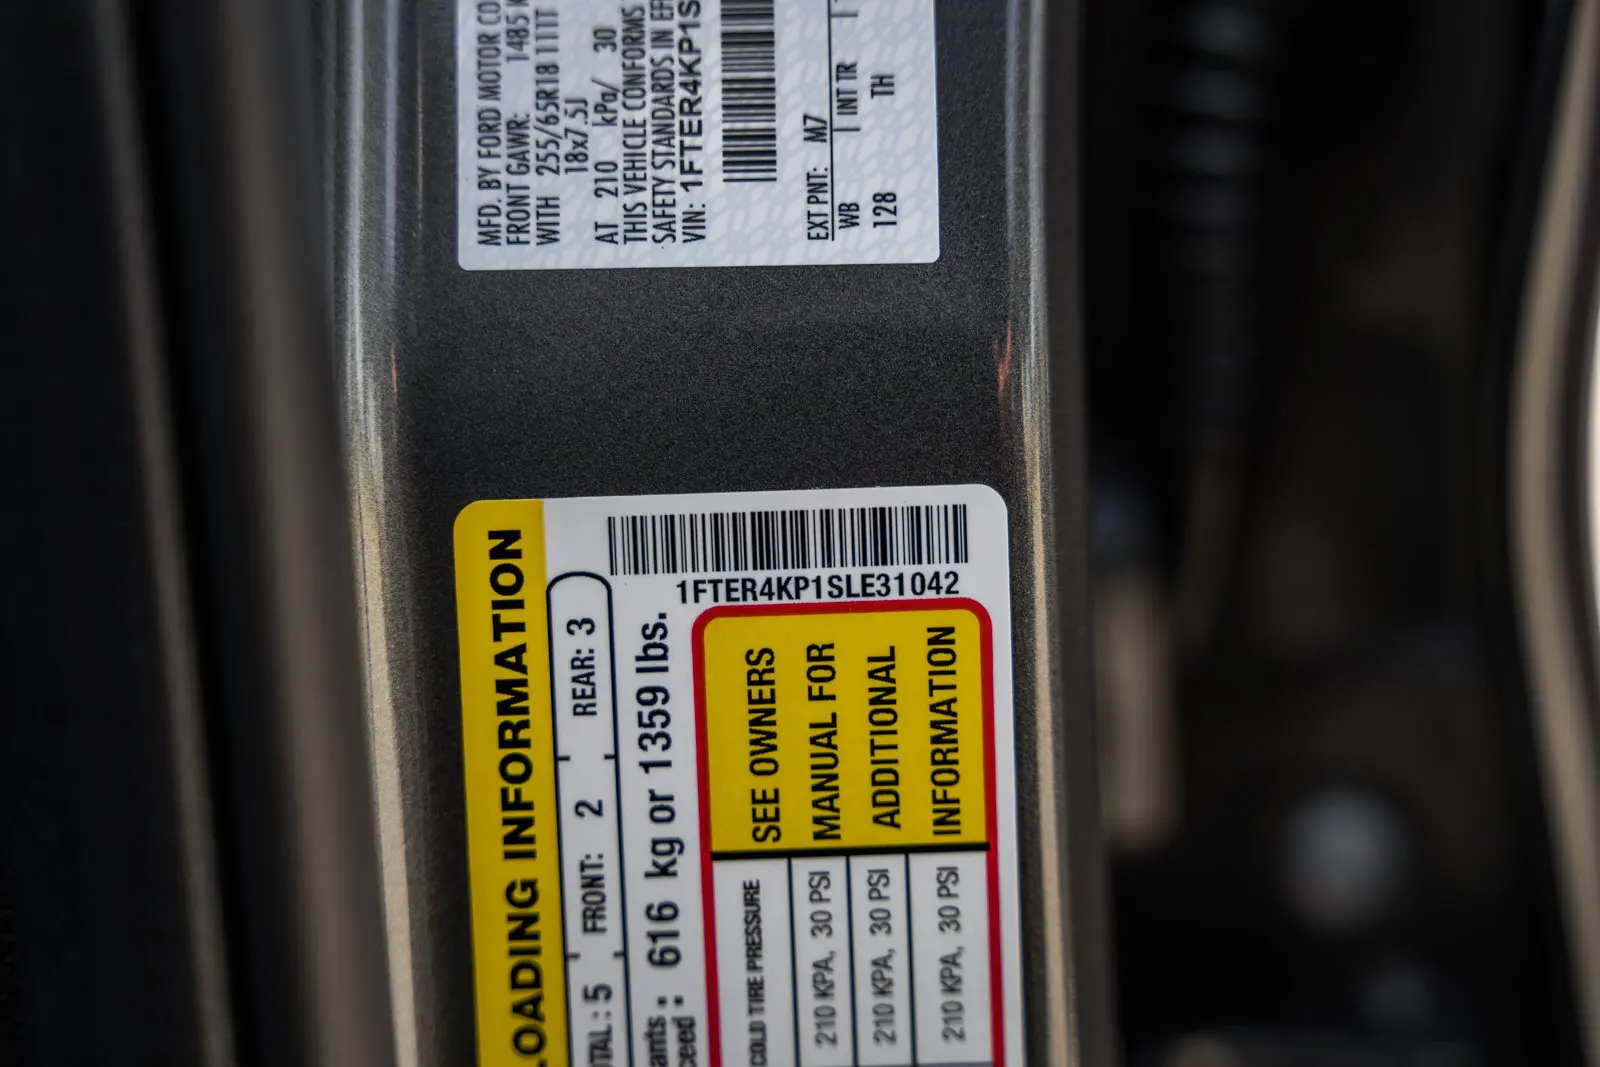 MFD. BY FORD MOTOR CO
FRONT GAWR: 1485 K
WITH 255/65R18 111T
18x7.5J
AT 210 kPa/ 30
THIS VEHICLE CONFORMS
SAFETY STANDARDS IN EF
VIN: 1FTER4KP1S
EXT PNT: M7
WB INT TR
128 TH
LOADING INFORMATION
TAL : 5 FRONT: 2 REAR: 3
ants : 616 kg or 1359 lbs.
ceed
1FTER4KP1SLE31042
COLD TIRE PRESSURE
210 KPA, 30 PSI
210 KPA, 30 PSI
210 KPA, 30 PSI
SEE OWNERS
MANUAL FOR
ADDITIONAL
INFORMATION